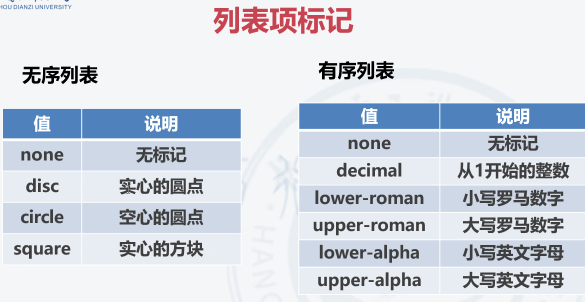 HOU DIANZI UNIVERSITY
列表项标记
无序列表
值 说明
none 无标记
disc 实心的圆点
circle 空心的圆点
square 实心的方块
有序列表
值 说明
none 无标记
decimal 从1开始的整数
lower-roman 小写罗马数字
upper-roman 大写罗马数字
lower-alpha 小写英文字母
upper-alpha 大写英文字母
HANG